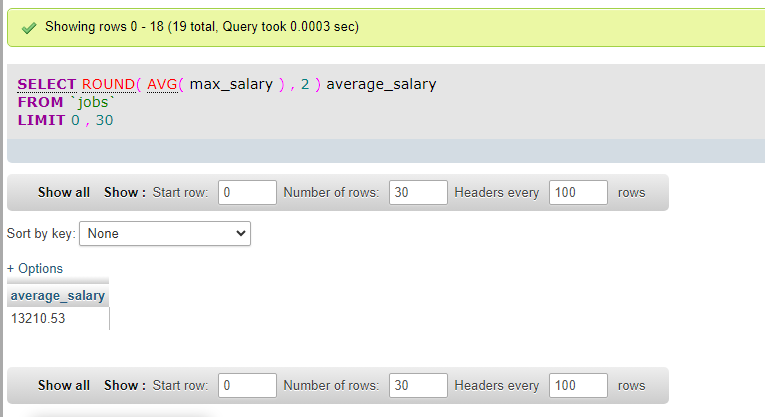 Showing rows 0 - 18 (19 total, Query took 0.0003 sec)
SELECT ROUND( AVG( max_salary ) , 2 ) average_salary
FROM `jobs`
LIMIT 0 , 30
Show all Show : Start row: 0 Number of rows: 30 Headers every 100 rows
Sort by key: None
+ Options
average_salary
13210.53
Show all Show : Start row: 0 Number of rows: 30 Headers every 100 rows